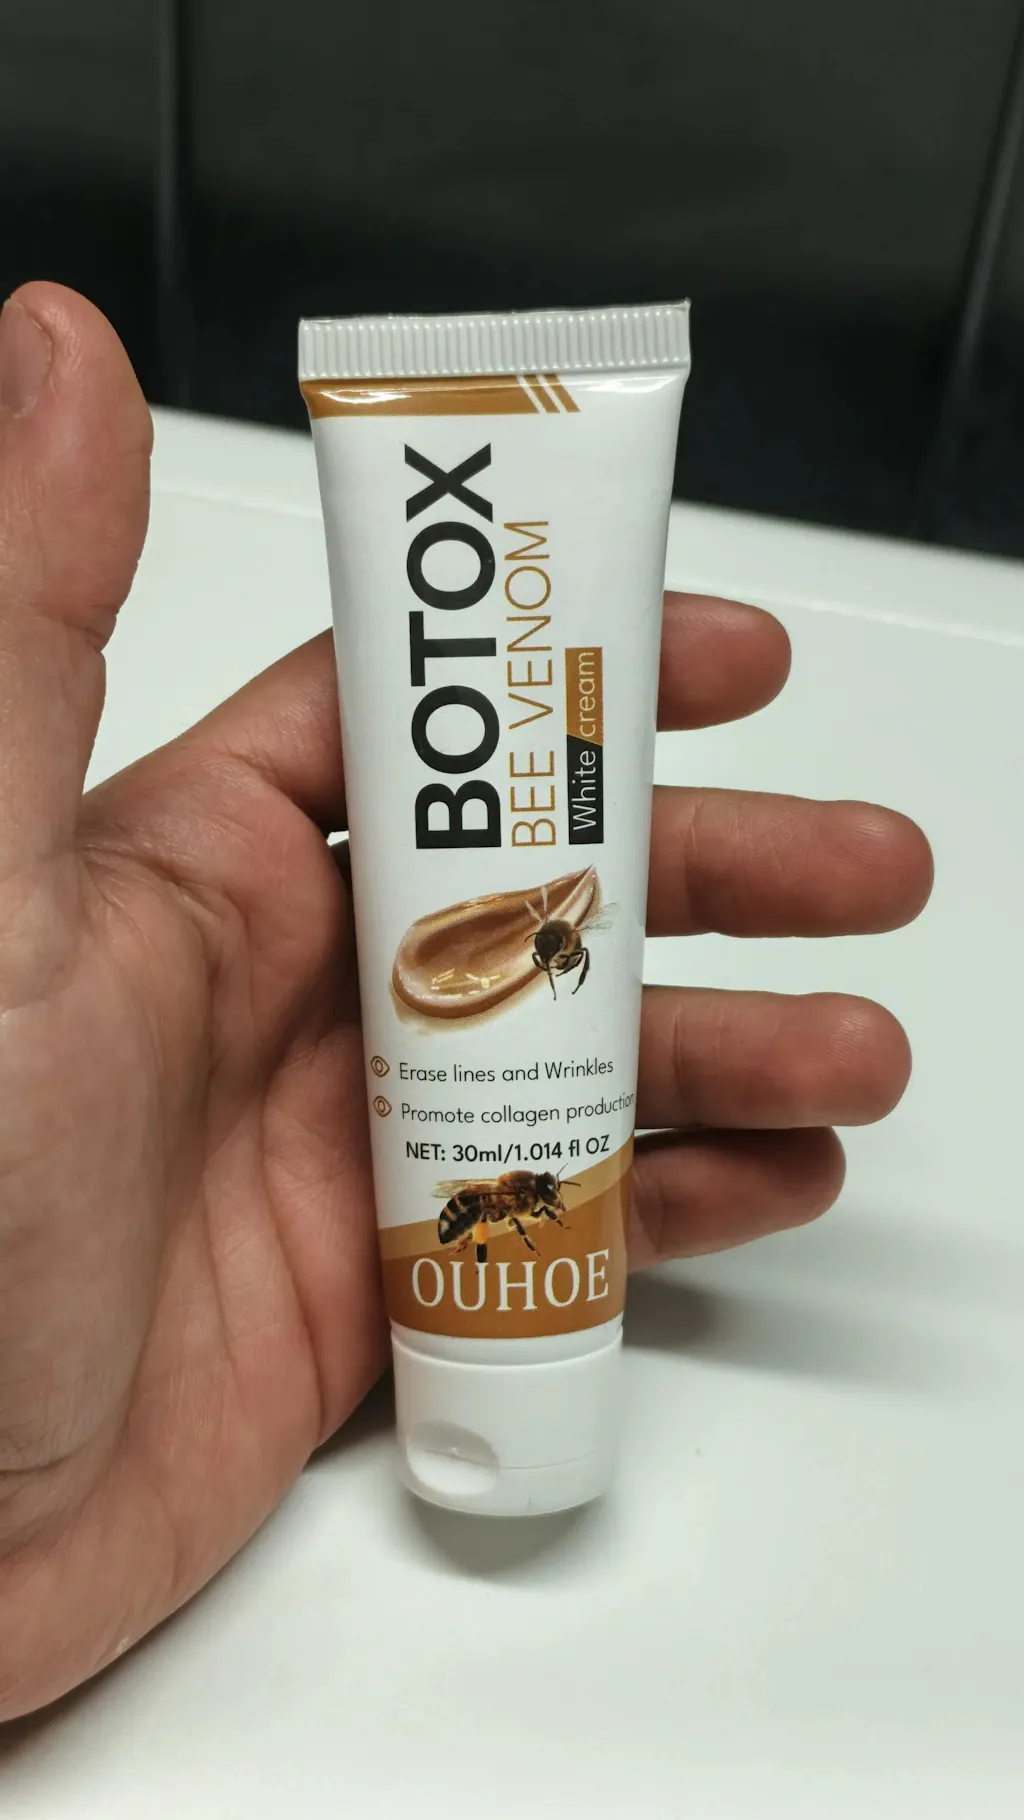 BOTOX
BEE VENOM
White cream
Erase lines and Wrinkles
Promote collagen production
NET: 30ml/1.014 fl OZ
OUHOE